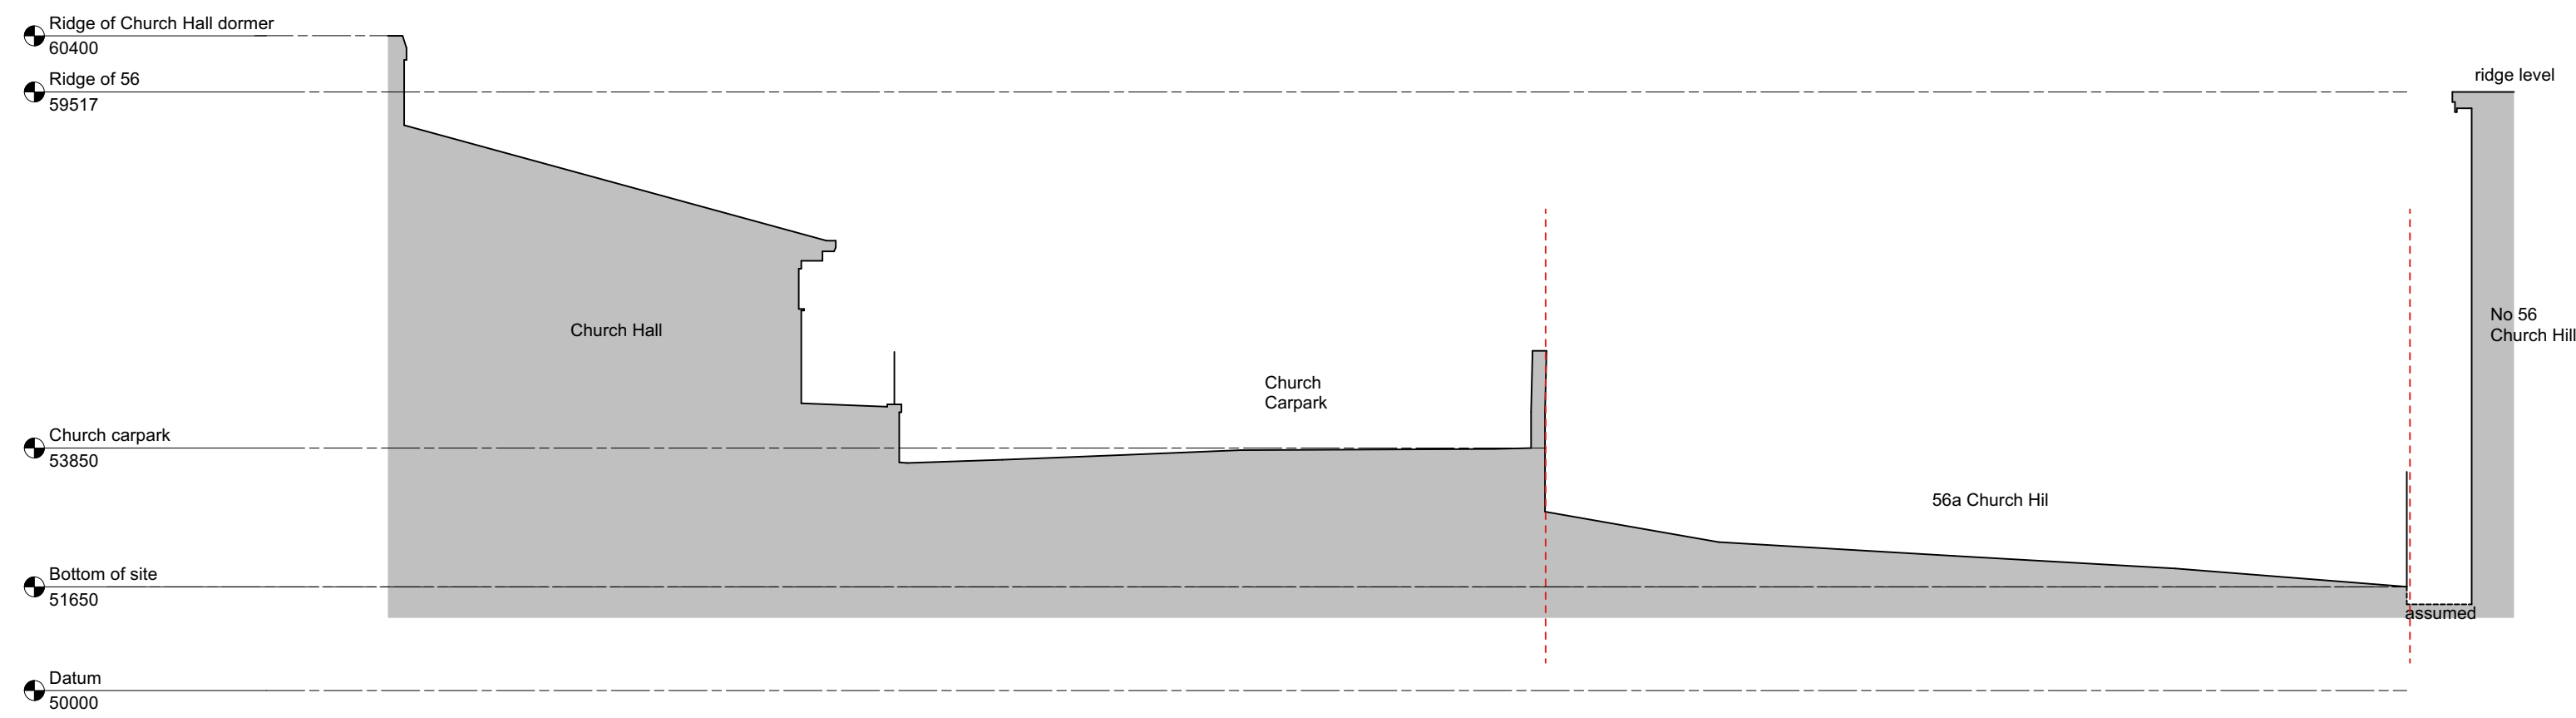 Ridge of Church Hall dormer
60400
Ridge of 56
59517
ridge level
No 56
Church Hill
Church Hall
Church
Carpark
Church carpark
53850
56a Church Hil
Bottom of site
51650
assumed
Datum
50000